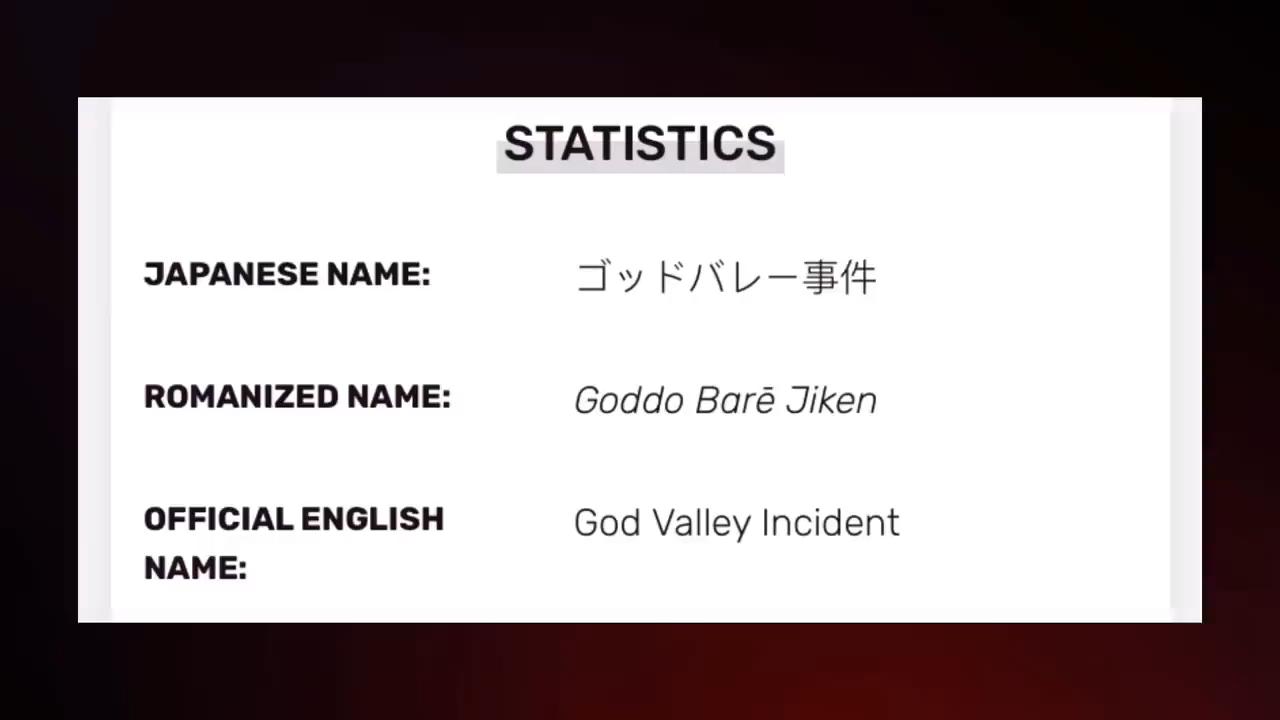 STATISTICS
JAPANESE NAME: ゴッドバレー事件
ROMANIZED NAME: Goddo Barē Jiken
OFFICIAL ENGLISH NAME: God Valley Incident